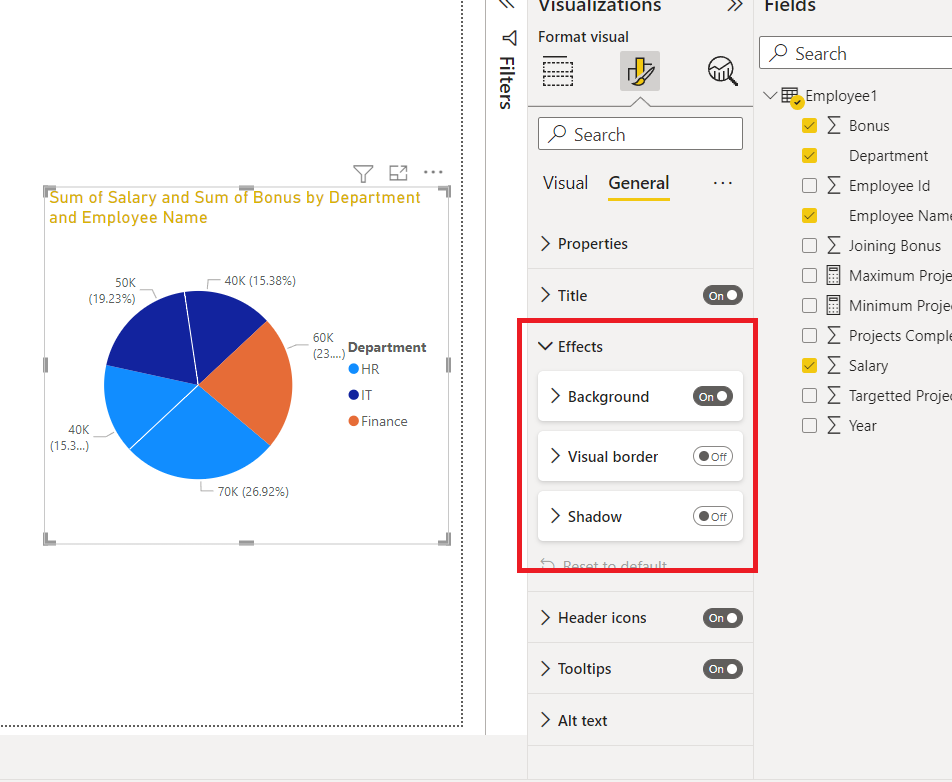 Visualizations
Fields
Format visual
Filters
Search
Search
Employee1
Bonus
Department
Employee Id
Employee Name
Joining Bonus
Maximum Proje
Minimum Projec
Projects Comple
Salary
Targetted Projec
Year
Visual General ...
Properties
Title On
Effects
Background On
Visual border Off
Shadow Off
Reset to default
Header icons On
Tooltips On
Alt text
Sum of Salary and Sum of Bonus by Department
and Employee Name
50K
(19.23%)
40K (15.38%)
60K
(23....)
40K
(15.3...)
70K (26.92%)
Department
HR
IT
Finance